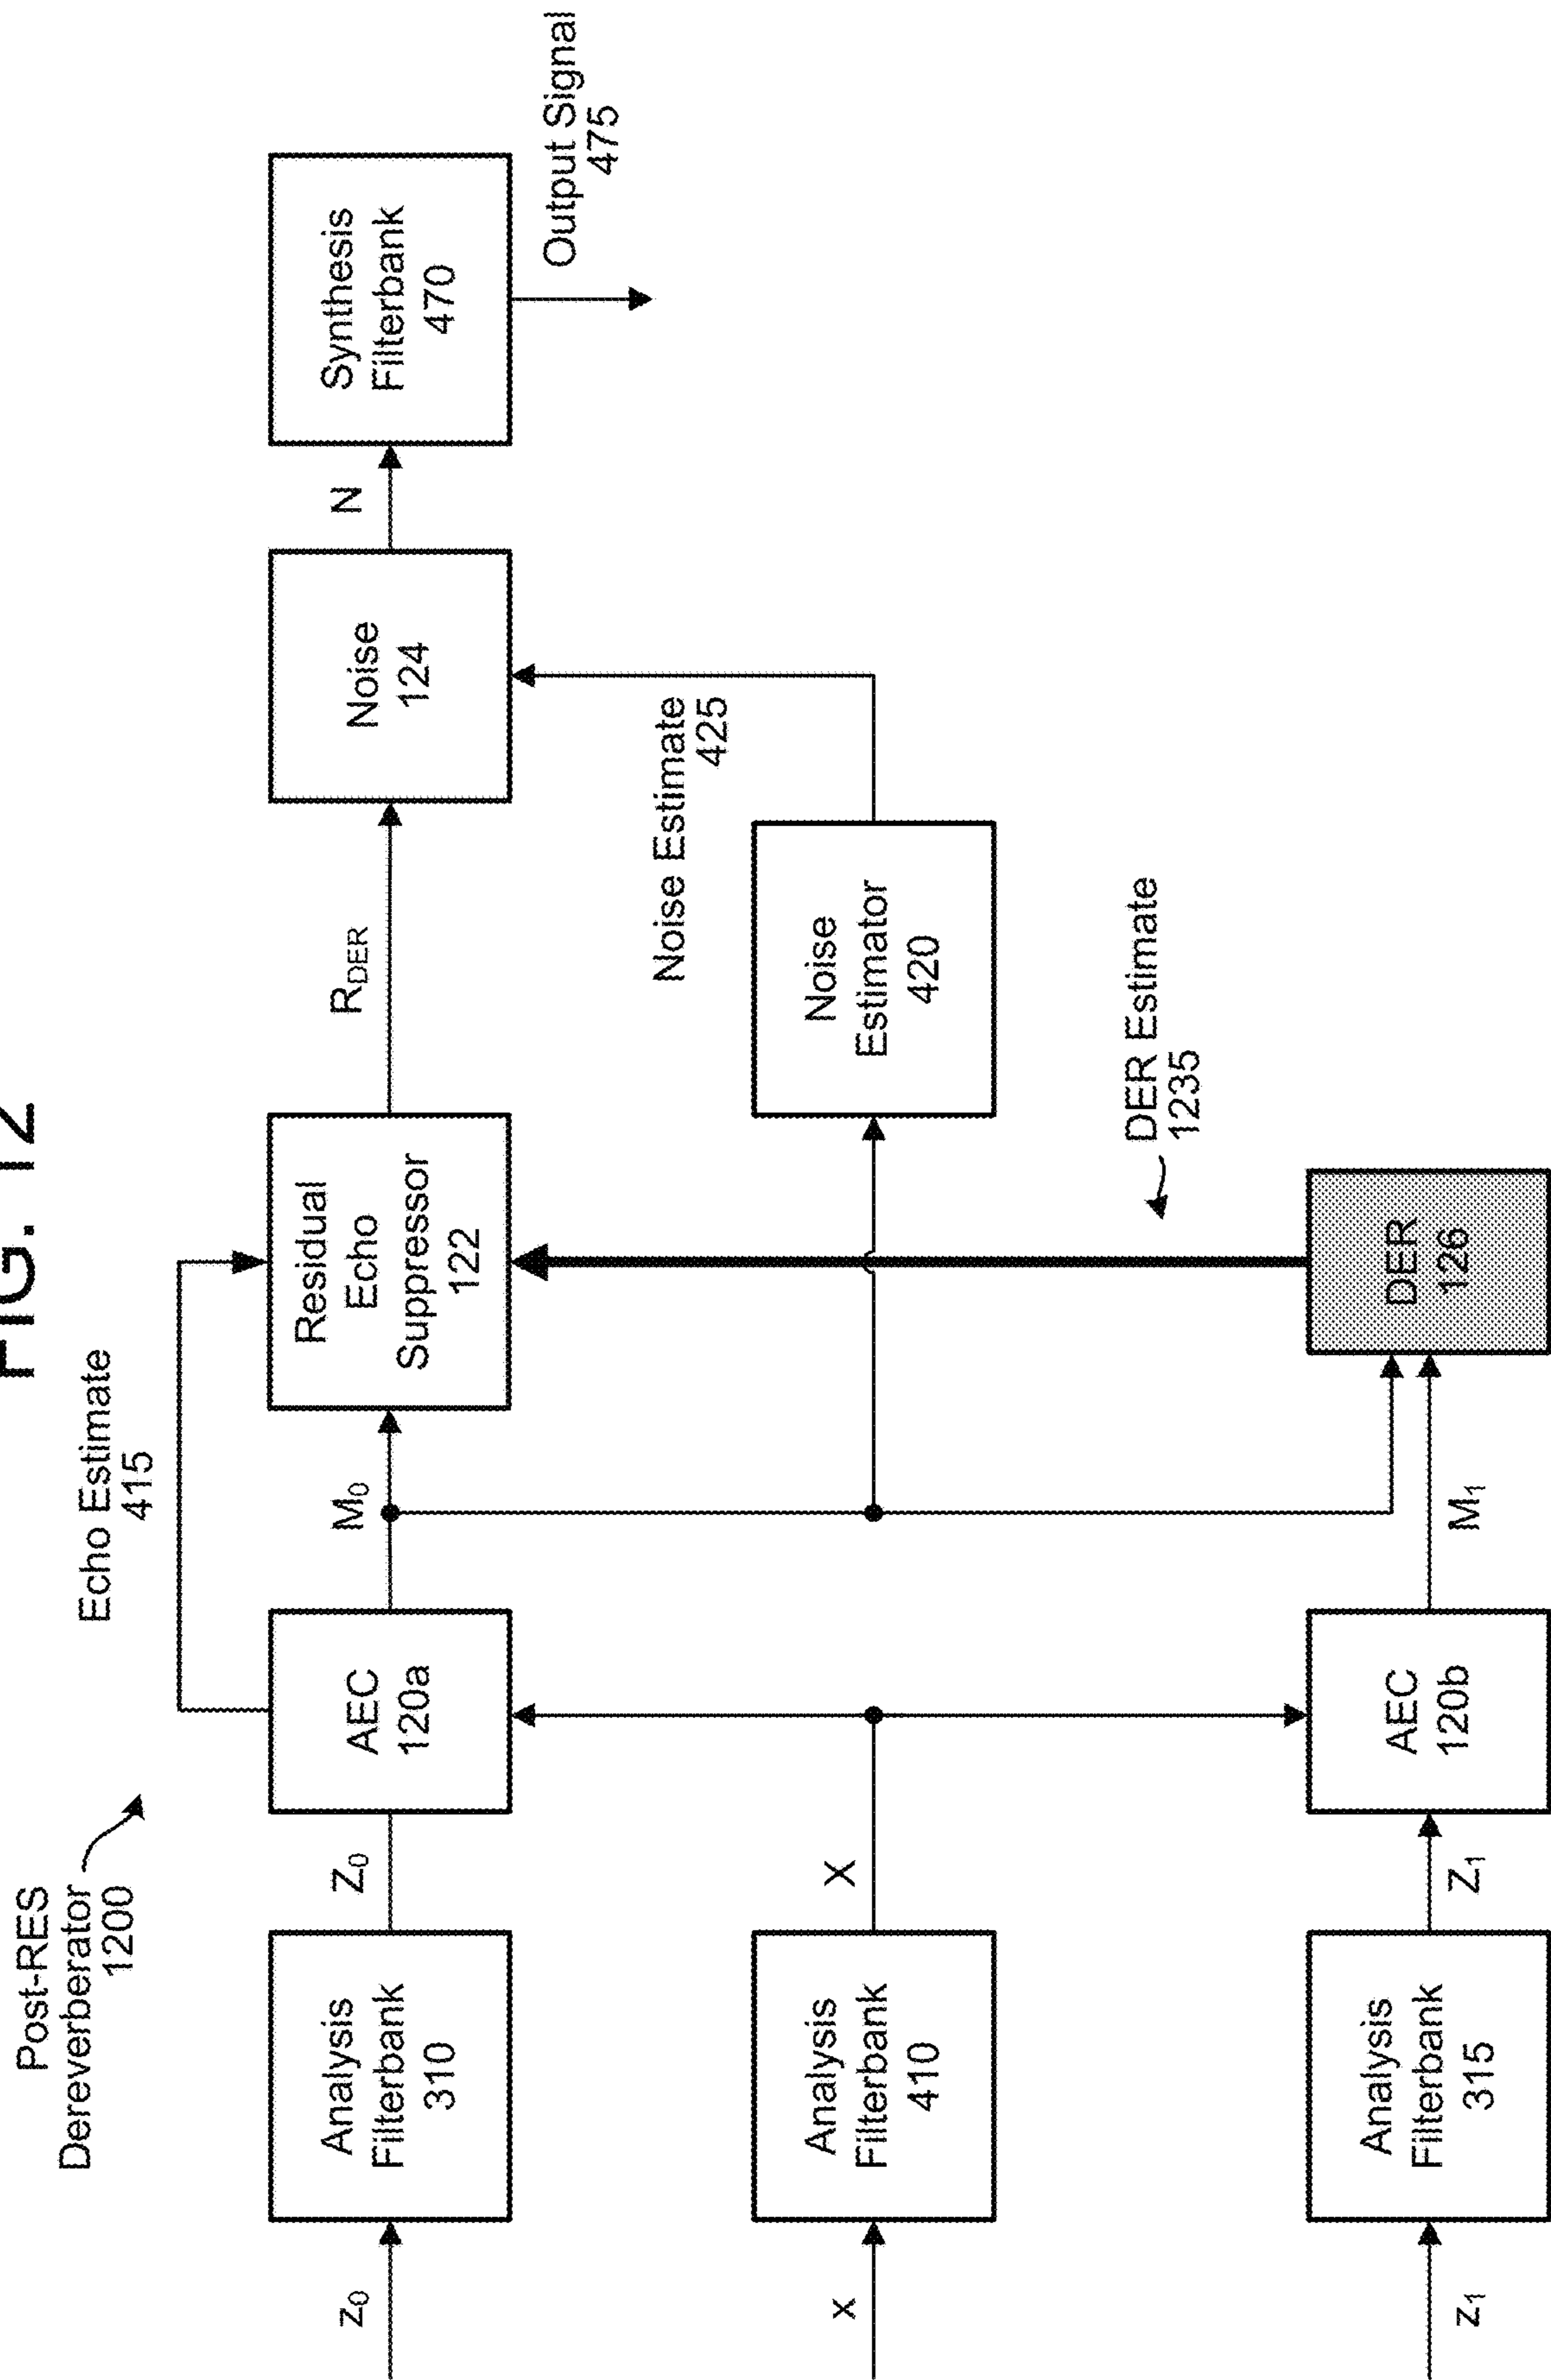 FIG. 12
Post-RES
Dereverberator
1200
Echo Estimate
415
z0
Analysis
Filterbank
310
Z0
AEC
120a
M0
Residual
Echo
Suppressor
122
RDER
Noise
124
N
Synthesis
Filterbank
470
Output Signal
475
Noise Estimate
425
x
Analysis
Filterbank
410
X
Noise
Estimator
420
DER Estimate
1235
z1
Analysis
Filterbank
315
Z1
AEC
120b
M1
DER
126